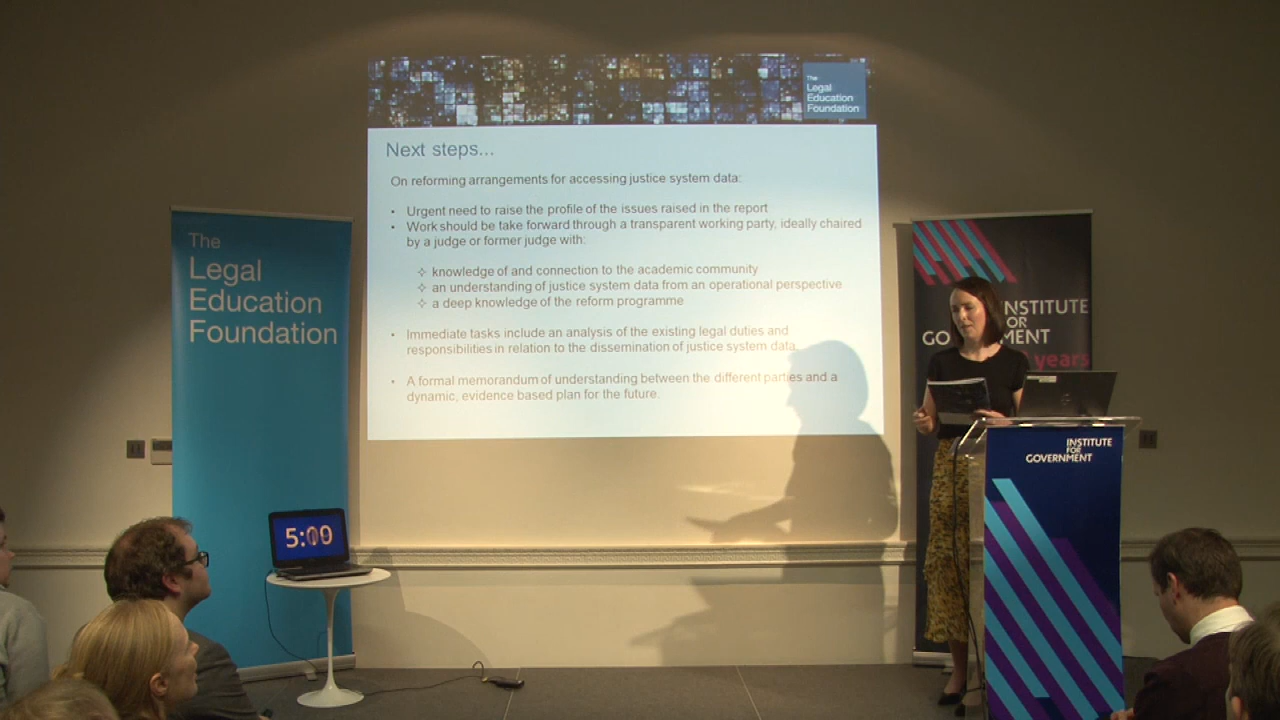 The
Legal
Education
Foundation
Next steps...
On reforming arrangements for accessing justice system data:
• Urgent need to raise the profile of the issues raised in the report
• Work should be take forward through a transparent working party, ideally chaired
by a judge or former judge with:
✧ knowledge of and connection to the academic community
✧ an understanding of justice system data from an operational perspective
✧ a deep knowledge of the reform programme
• Immediate tasks include an analysis of the existing legal duties and
responsibilities in relation to the dissemination of justice system data.
• A formal memorandum of understanding between the different parties and a
dynamic, evidence based plan for the future.
The
Legal
Education
Foundation
5:00
INSTITUTE
FOR
GO MENT
years
INSTITUTE
FOR
GOVERNMENT